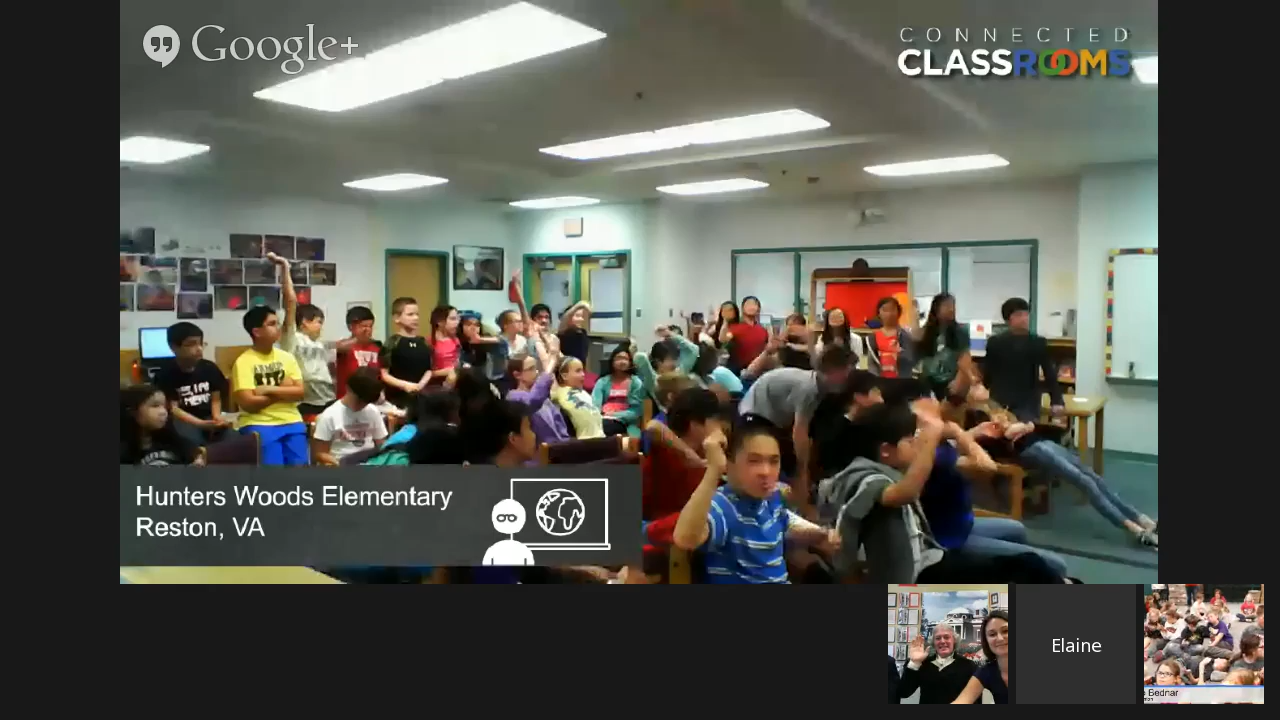 Google+
CONNECTED
CLASSROOMS
Hunters Woods Elementary
Reston, VA
Elaine
Bednar